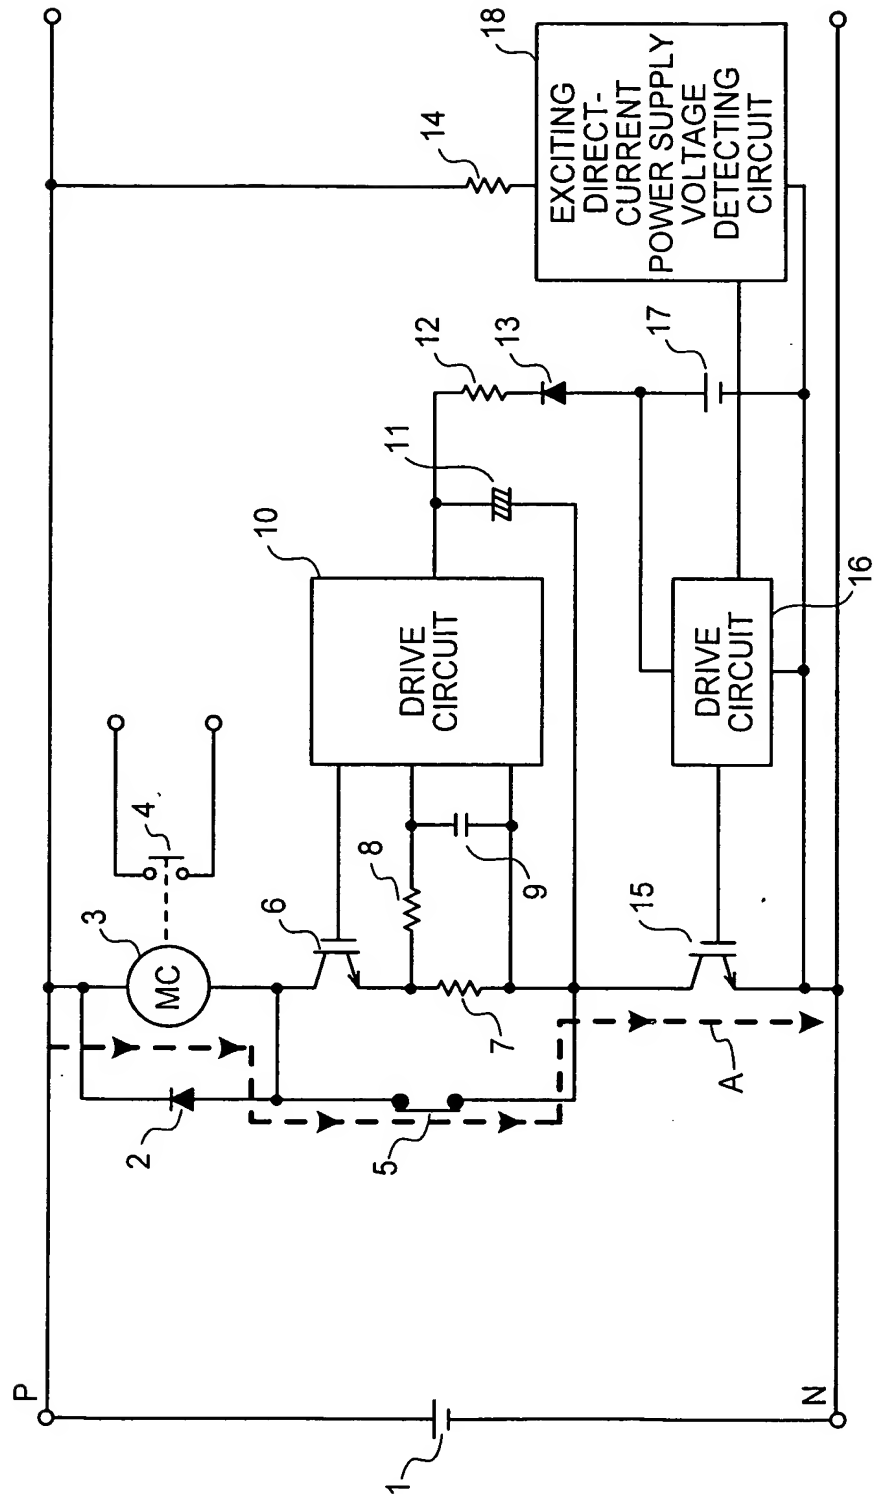 P
N
1
2
3
MC
4
5
6
7
8
9
10
DRIVE
CIRCUIT
11
12
13
14
15
A
16
DRIVE
CIRCUIT
17
18
EXCITING
DIRECT-
CURRENT
POWER SUPPLY
VOLTAGE
DETECTING
CIRCUIT